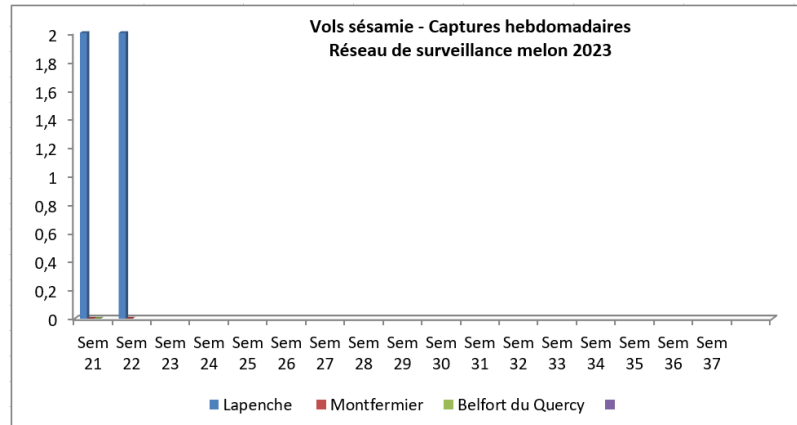 Vols sésamie - Captures hebdomadaires
Réseau de surveillance melon 2023
2
1,8
1,6
1,4
1,2
1
0,8
0,6
0,4
0,2
0
Sem Sem Sem Sem Sem Sem Sem Sem Sem Sem Sem Sem Sem Sem Sem Sem Sem
21 22 23 24 25 26 27 28 29 30 31 32 33 34 35 36 37
Lapenche Montfermier Belfort du Quercy